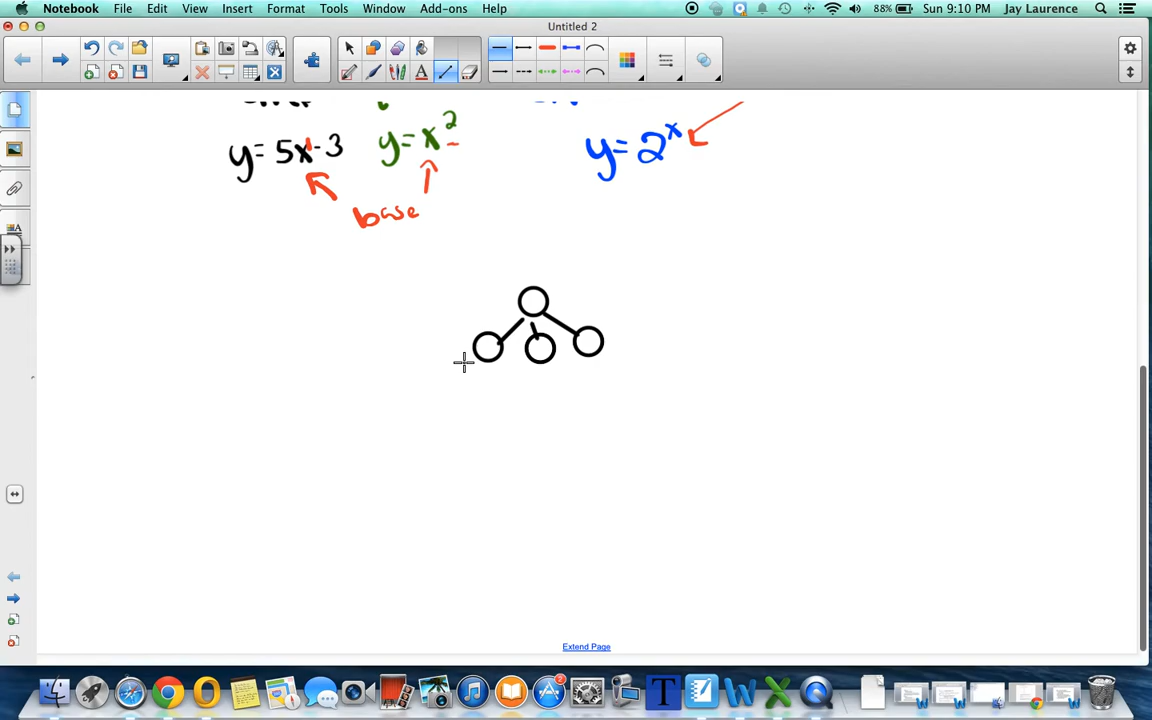 Notebook File Edit View Insert Format Tools Window Add-ons Help 88% Sun 9:10 PM Jay Laurence
Untitled 2
y= 5x-3 y= x² y= 2ˣ
base
Extend Page